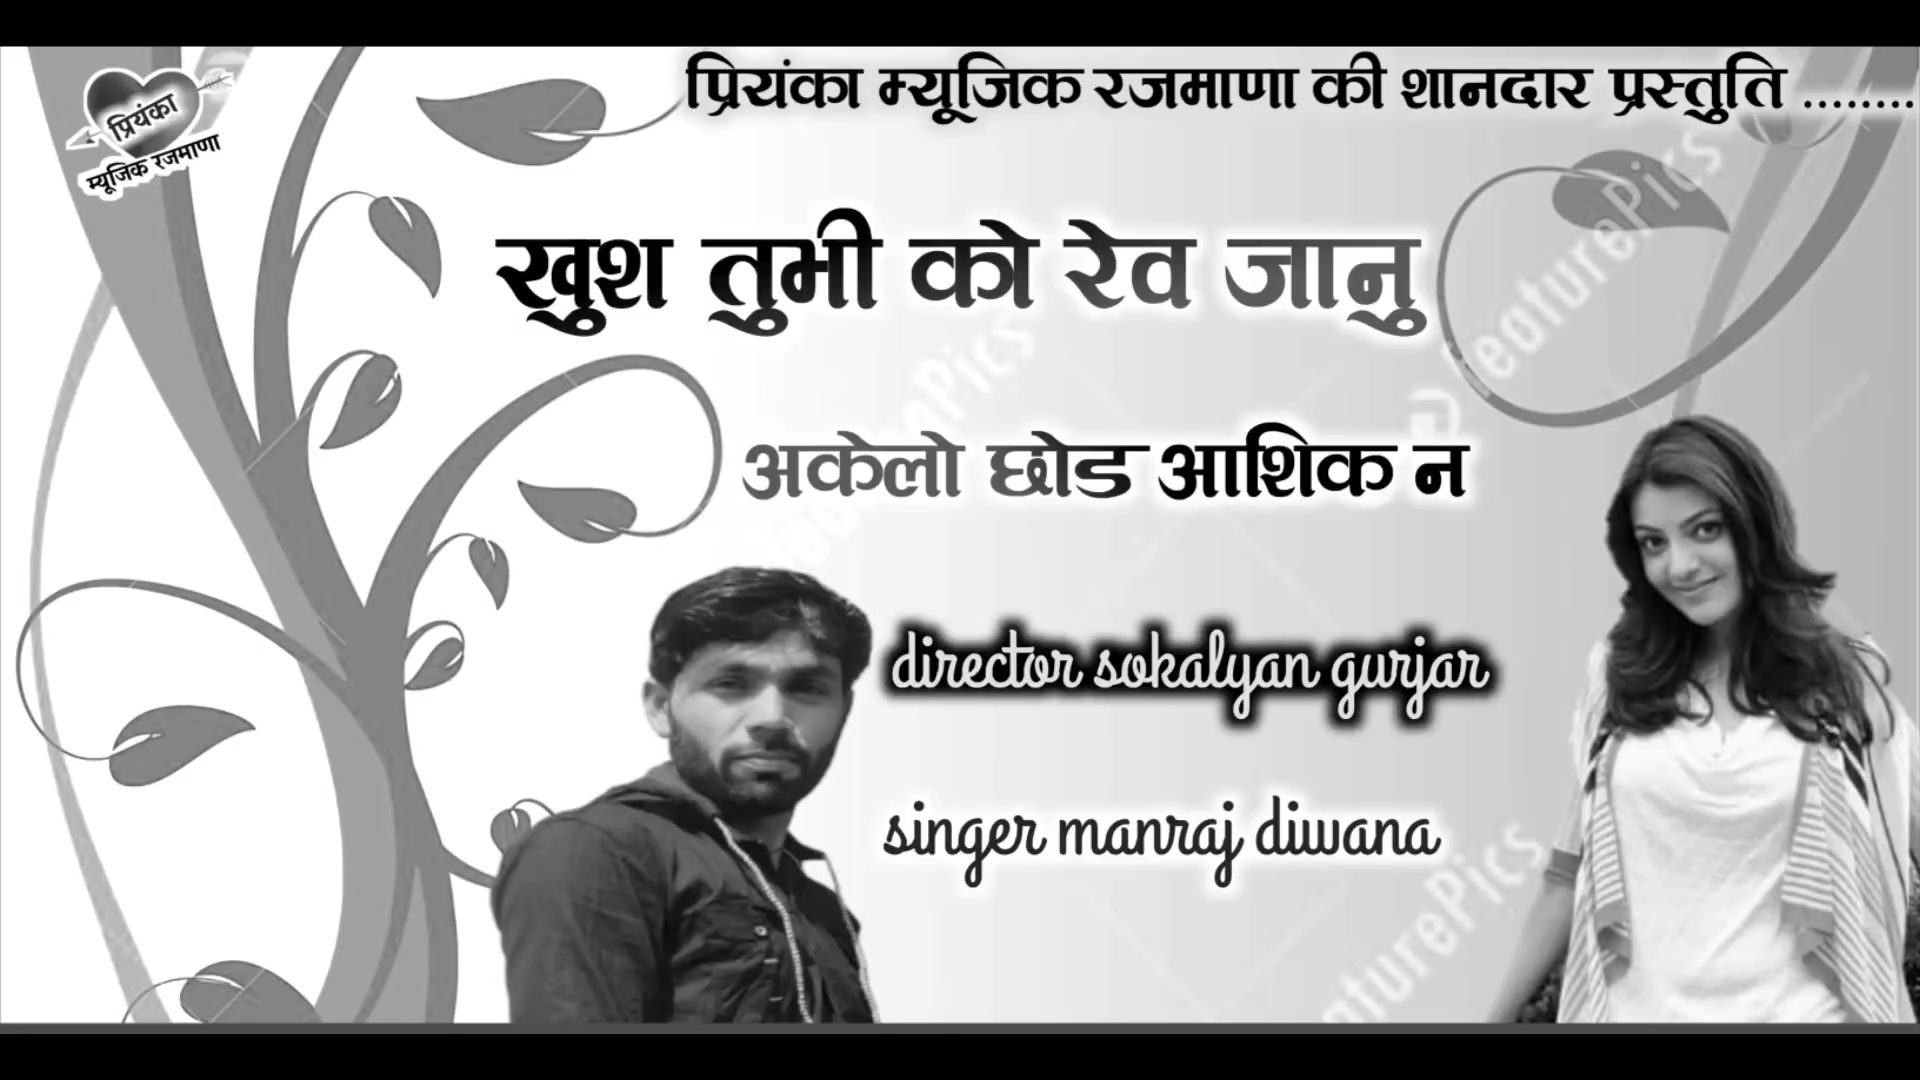 प्रियंका म्यूजिक रजमाणा की शानदार प्रस्तुति ........
प्रियंका
म्यूजिक रजमाणा
खुश तुभी को रेव जानु
अकेलो छोड आशिक न
director sokalyan gurjar
singer manraj diwana